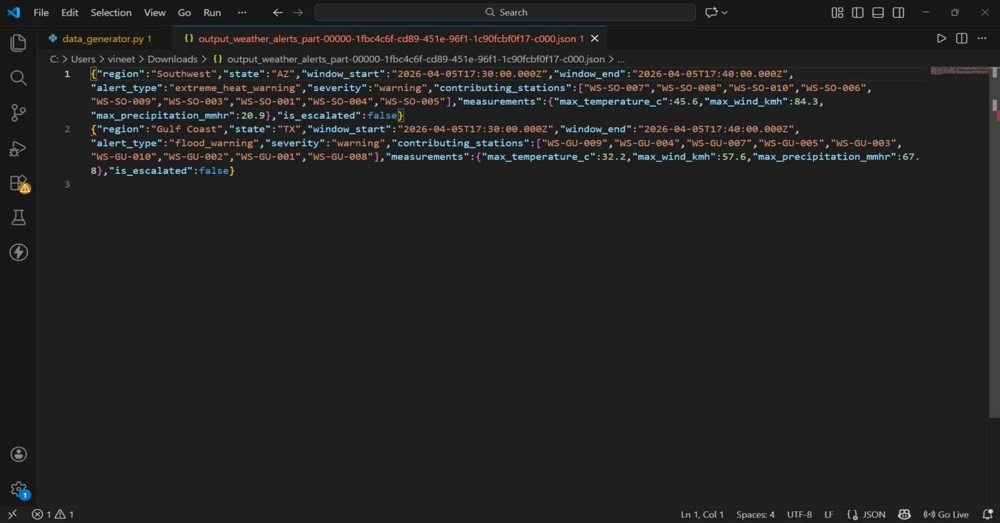 File Edit Selection View Go Run ··· Search
data_generator.py 1 {} output_weather_alerts_part-00000-1fbc4c6f-cd89-451e-96f1-1c90fcbf0f17-c000.json 1
C: > Users > vineet > Downloads > {} output_weather_alerts_part-00000-1fbc4c6f-cd89-451e-96f1-1c90fcbf0f17-c000.json > ...
1 {"region":"Southwest","state":"AZ","window_start":"2026-04-05T17:30:00.000Z","window_end":"2026-04-05T17:40:00.000Z",
"alert_type":"extreme_heat_warning","severity":"warning","contributing_stations":["WS-SO-007","WS-SO-008","WS-SO-010","WS-SO-006",
"WS-SO-009","WS-SO-003","WS-SO-001","WS-SO-004","WS-SO-005"],"measurements":{"max_temperature_c":45.6,"max_wind_kmh":84.3,
"max_precipitation_mmhr":20.9},"is_escalated":false}
2 {"region":"Gulf Coast","state":"TX","window_start":"2026-04-05T17:30:00.000Z","window_end":"2026-04-05T17:40:00.000Z",
"alert_type":"flood_warning","severity":"warning","contributing_stations":["WS-GU-009","WS-GU-004","WS-GU-007","WS-GU-005","WS-GU-003",
"WS-GU-010","WS-GU-002","WS-GU-001","WS-GU-008"],"measurements":{"max_temperature_c":32.2,"max_wind_kmh":57.6,"max_precipitation_mmhr":67.
8},"is_escalated":false}
3
1
1 1 Ln 1, Col 1 Spaces: 4 UTF-8 LF {} JSON Go Live